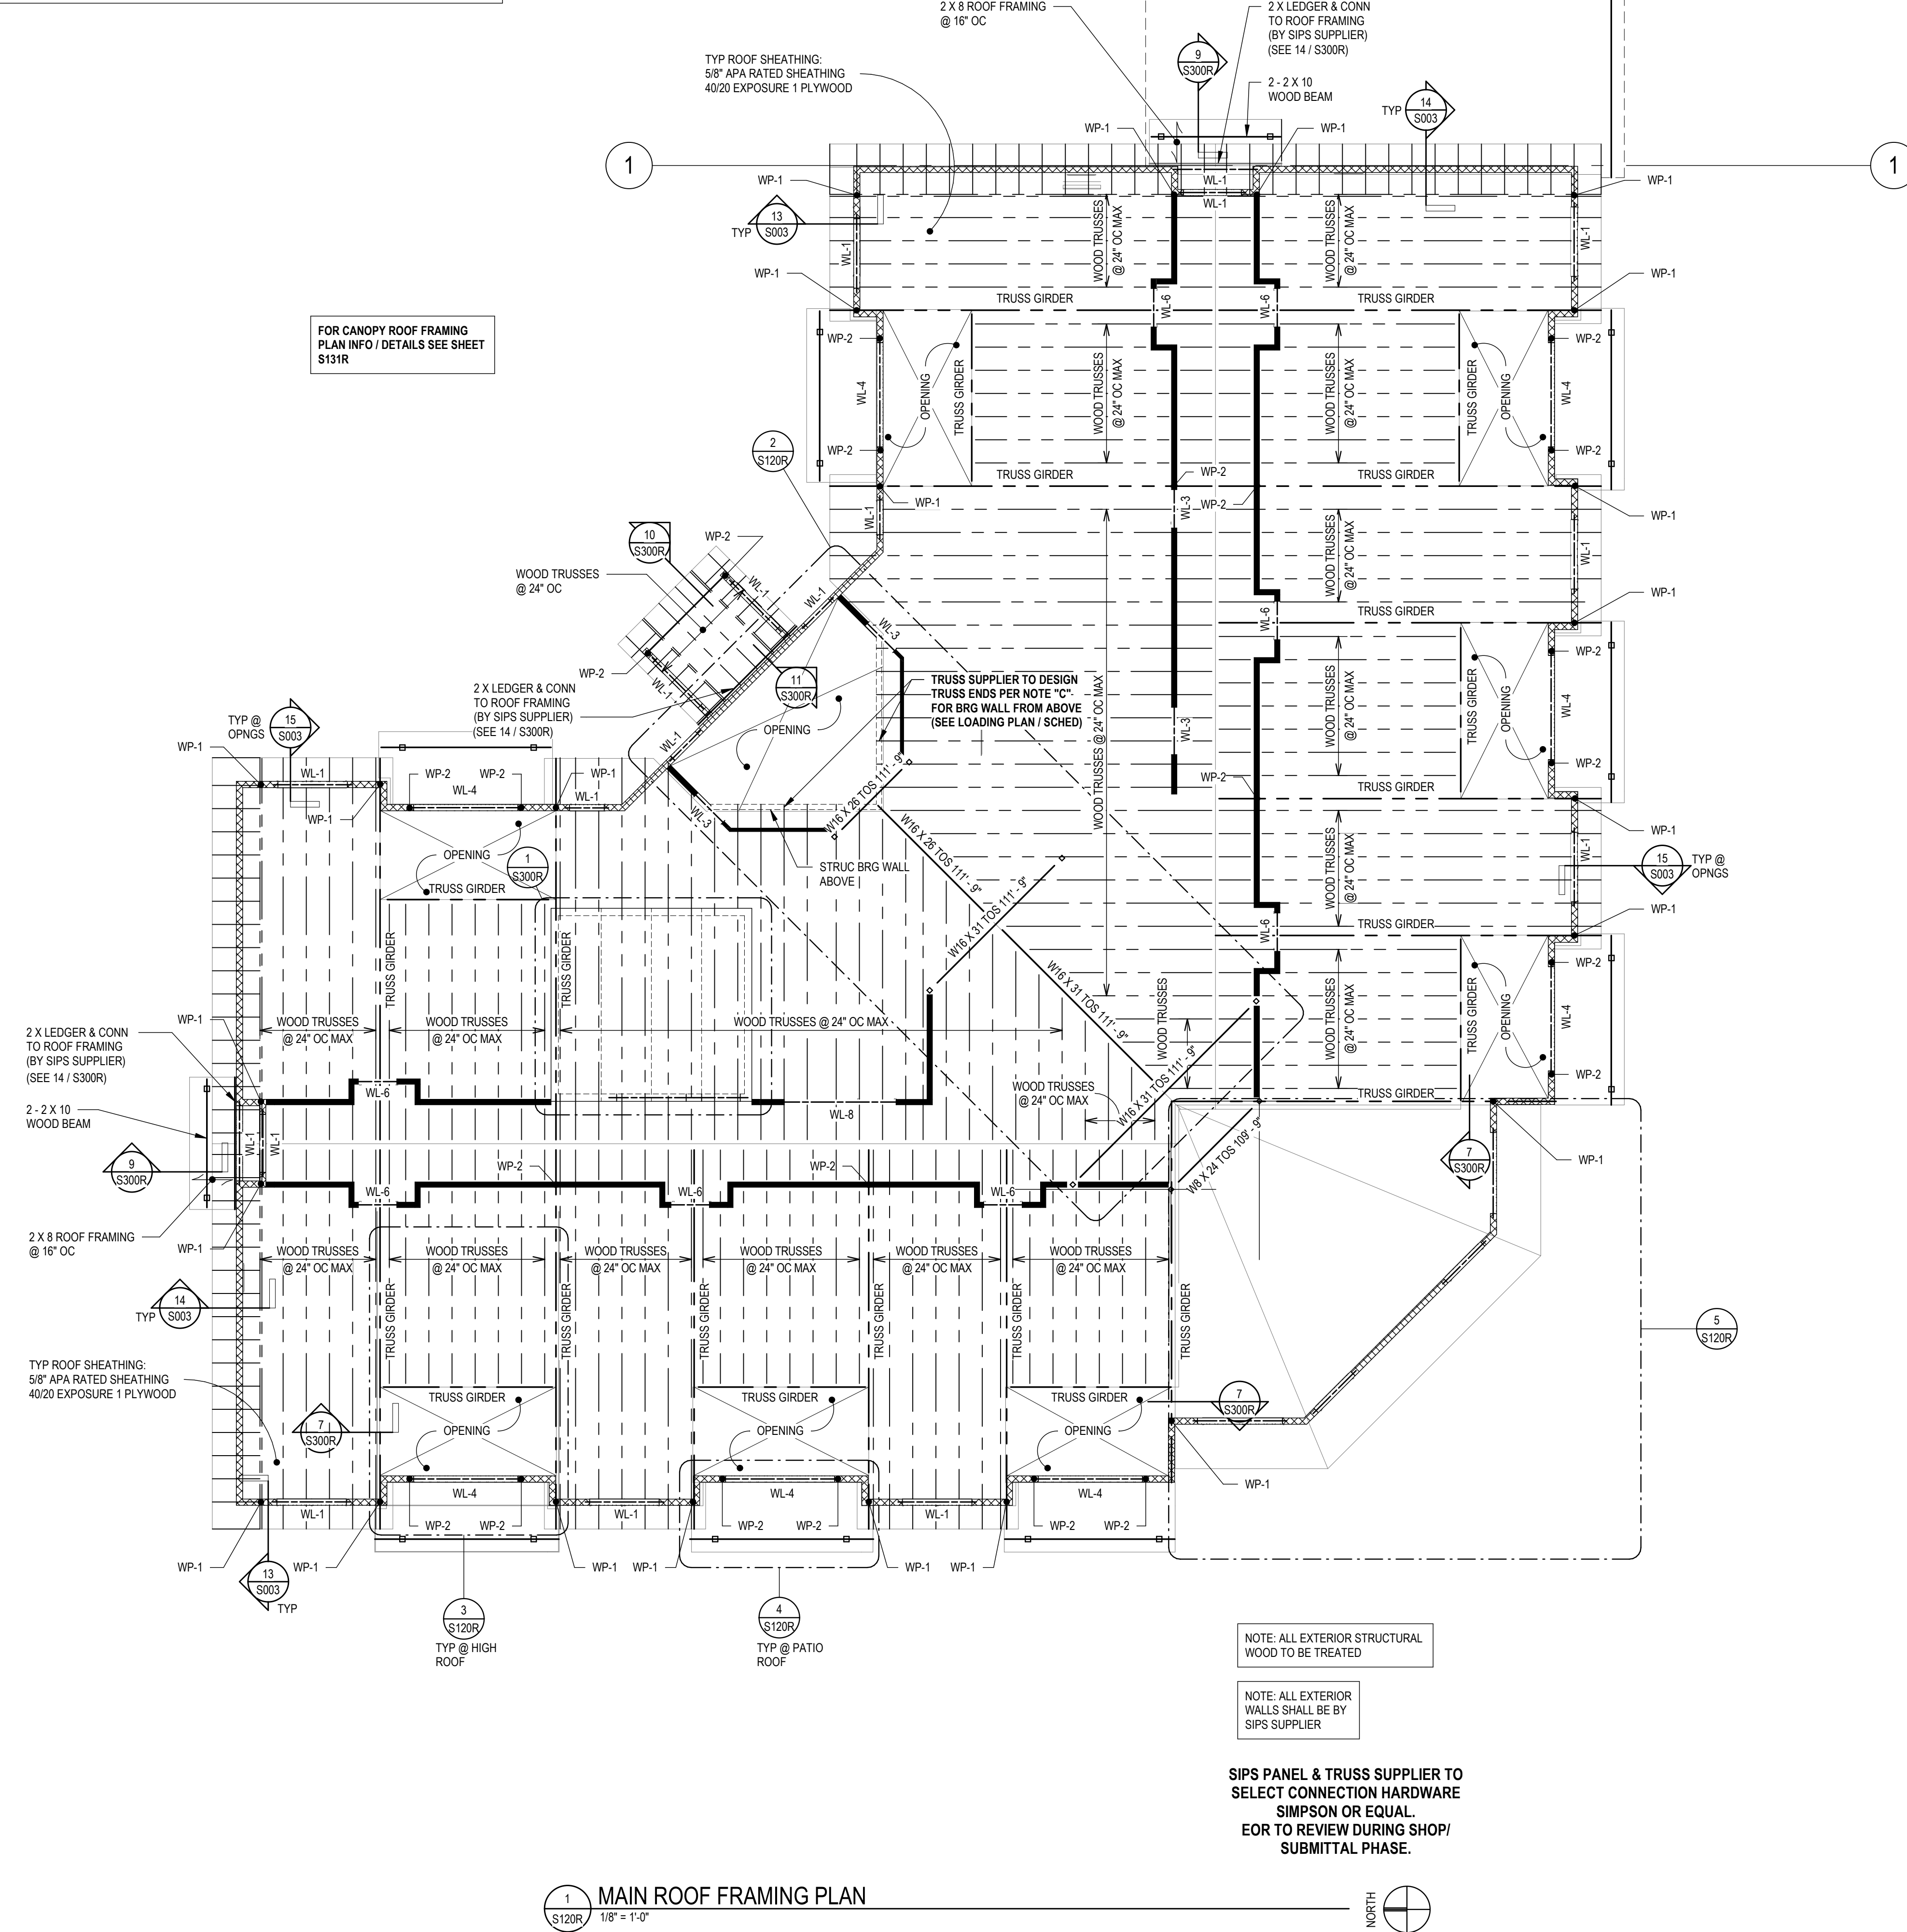 2 X 8 ROOF FRAMING
@ 16" OC
2 X LEDGER & CONN
TO ROOF FRAMING
(BY SIPS SUPPLIER)
(SEE 14 / S300R)
TYP ROOF SHEATHING:
5/8" APA RATED SHEATHING
40/20 EXPOSURE 1 PLYWOOD
9
S300R
2 - 2 X 10
WOOD BEAM
TYP
14
S003
WP-1
WP-1
1
1
WP-1
WL-1
WL-1
WP-1
13
S003
TYP
WL-1
WOOD TRUSSES
@ 24" OC MAX
WOOD TRUSSES
@ 24" OC MAX
WL-1
WP-1
WP-1
TRUSS GIRDER
WL-6
WL-6
TRUSS GIRDER
FOR CANOPY ROOF FRAMING
PLAN INFO / DETAILS SEE SHEET
S131R
WP-2
WP-2
WL-4
OPENING
TRUSS GIRDER
WOOD TRUSSES
@ 24" OC MAX
WOOD TRUSSES
@ 24" OC MAX
TRUSS GIRDER
OPENING
WL-4
2
S120R
WP-2
WP-2
TRUSS GIRDER
WP-2
TRUSS GIRDER
WP-1
WL-1
WL-3
WP-2
WP-1
WOOD TRUSSES
@ 24" OC MAX
WL-1
10
S300R
WP-2
WOOD TRUSSES
@ 24" OC
WL-1
WL-1
WP-1
TRUSS GIRDER
WL-6
WL-3
WP-2
WP-2
WL-1
11
S300R
TRUSS SUPPLIER TO DESIGN
TRUSS ENDS PER NOTE "C"
FOR BRG WALL FROM ABOVE
(SEE LOADING PLAN / SCHED)
WOOD TRUSSES @ 24" OC MAX
2 X LEDGER & CONN
TO ROOF FRAMING
(BY SIPS SUPPLIER)
(SEE 14 / S300R)
OPENING
WL-3
WOOD TRUSSES
@ 24" OC MAX
TRUSS GIRDER
OPENING
WL-4
TYP @
OPNGS
15
S003
WP-1
WL-1
WL-1
WP-2
WP-2
WL-4
WP-1
WL-1
WP-2
WP-2
TRUSS GIRDER
WP-1
WL-3
W16 X 26 TOS 111' - 9"
W16 X 26 TOS 111' - 9"
WP-1
OPENING
1
S300R
TRUSS GIRDER
STRUC BRG WALL
ABOVE
WOOD TRUSSES
@ 24" OC MAX
WL-1
15
S003
TYP @
OPNGS
WP-1
W16 X 31 TOS 111' - 9"
WL-6
TRUSS GIRDER
TRUSS GIRDER
TRUSS GIRDER
W16 X 31 TOS 111' - 9"
WP-2
WOOD TRUSSES
@ 24" OC MAX
TRUSS GIRDER
OPENING
WL-4
WP-1
WOOD TRUSSES
@ 24" OC MAX
WOOD TRUSSES
@ 24" OC MAX
WOOD TRUSSES @ 24" OC MAX
WOOD TRUSSES
2 X LEDGER & CONN
TO ROOF FRAMING
(BY SIPS SUPPLIER)
(SEE 14 / S300R)
WL-6
WL-8
WOOD TRUSSES
@ 24" OC MAX
W16 X 31 TOS 111' - 9"
TRUSS GIRDER
WP-2
2 - 2 X 10
WOOD BEAM
WL-1
WL-1
9
S300R
WP-2
WP-2
W8 X 24 TOS 109' - 9"
7
S300R
WP-1
WL-6
WL-6
WL-6
2 X 8 ROOF FRAMING
@ 16" OC
WP-1
WOOD TRUSSES
@ 24" OC MAX
WOOD TRUSSES
@ 24" OC MAX
WOOD TRUSSES
@ 24" OC MAX
WOOD TRUSSES
@ 24" OC MAX
WOOD TRUSSES
@ 24" OC MAX
WOOD TRUSSES
@ 24" OC MAX
TYP
14
S003
TRUSS GIRDER
TRUSS GIRDER
TRUSS GIRDER
TRUSS GIRDER
TRUSS GIRDER
TRUSS GIRDER
5
S120R
TYP ROOF SHEATHING:
5/8" APA RATED SHEATHING
40/20 EXPOSURE 1 PLYWOOD
TRUSS GIRDER
TRUSS GIRDER
TRUSS GIRDER
7
S300R
7
S300R
OPENING
OPENING
OPENING
WP-1
WL-1
WL-4
WL-1
WL-4
WL-1
WL-4
WP-2
WP-2
WP-2
WP-2
WP-2
WP-2
WP-1
13
S003
TYP
WP-1
WP-1
WP-1
WP-1
WP-1
3
S120R
TYP @ HIGH
ROOF
4
S120R
TYP @ PATIO
ROOF
NOTE: ALL EXTERIOR STRUCTURAL
WOOD TO BE TREATED
NOTE: ALL EXTERIOR
WALLS SHALL BE BY
SIPS SUPPLIER
SIPS PANEL & TRUSS SUPPLIER TO
SELECT CONNECTION HARDWARE
SIMPSON OR EQUAL.
EOR TO REVIEW DURING SHOP/
SUBMITTAL PHASE.
1
S120R
MAIN ROOF FRAMING PLAN
1/8" = 1'-0"
NORTH